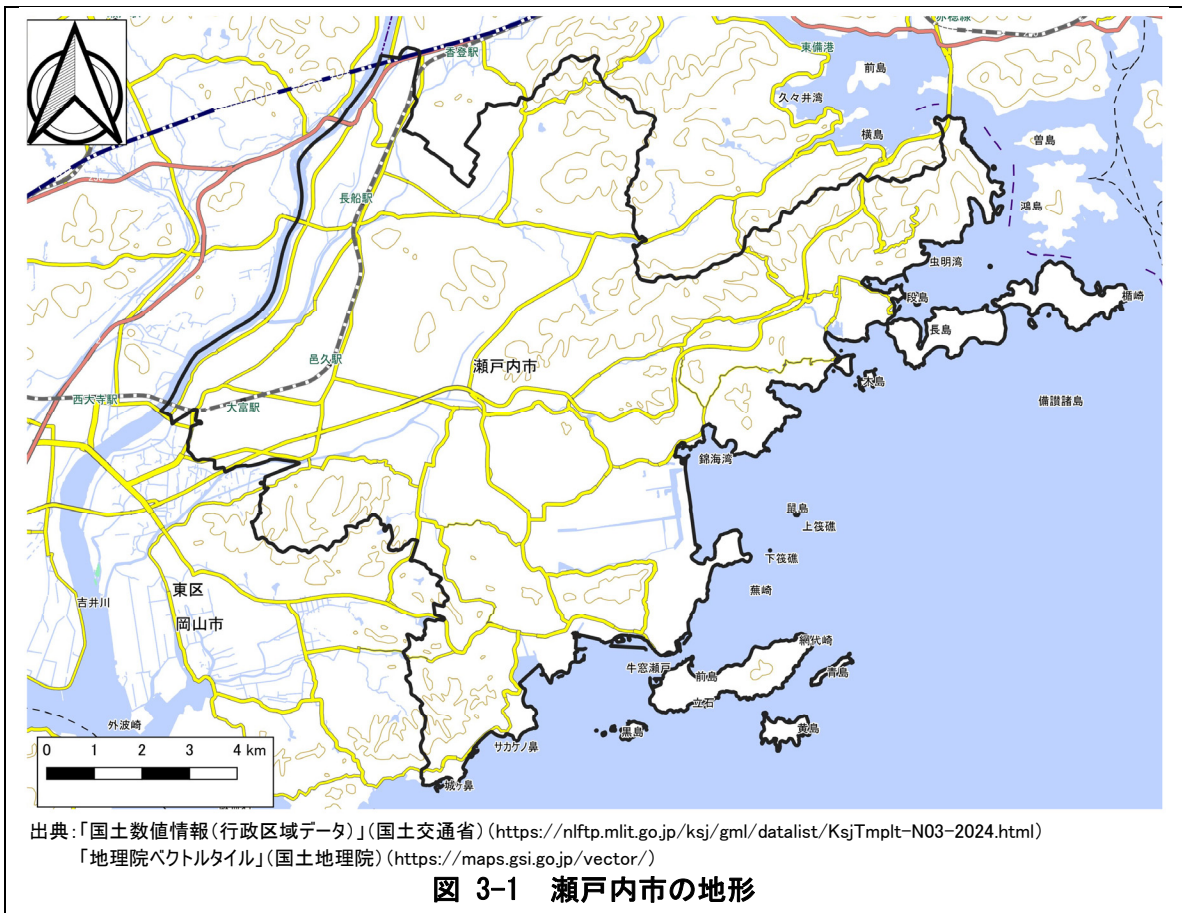 赤穂線
香登駅
東備港
前島
久々井湾
横島
曽島
長船駅
鴻島
虫明湾
段島
楯崎
長島
邑久駅
瀬戸内市
木島
西大寺駅
大富駅
備讃諸島
錦海湾
鼠島
上筏礁
下筏礁
東区
蕪崎
吉井川
岡山市
網代崎
牛窓瀬戸
前島
青島
立石
外波崎
黒島
黄島
サカケノ鼻
0 1 2 3 4 km
城ヶ鼻
出典:「国土数値情報(行政区域データ)」(国土交通省)(https://nlftp.mlit.go.jp/ksj/gml/datalist/KsjTmplt-N03-2024.html)
「地理院ベクトルタイル」(国土地理院)(https://maps.gsi.go.jp/vector/)
図 3-1 瀬戸内市の地形